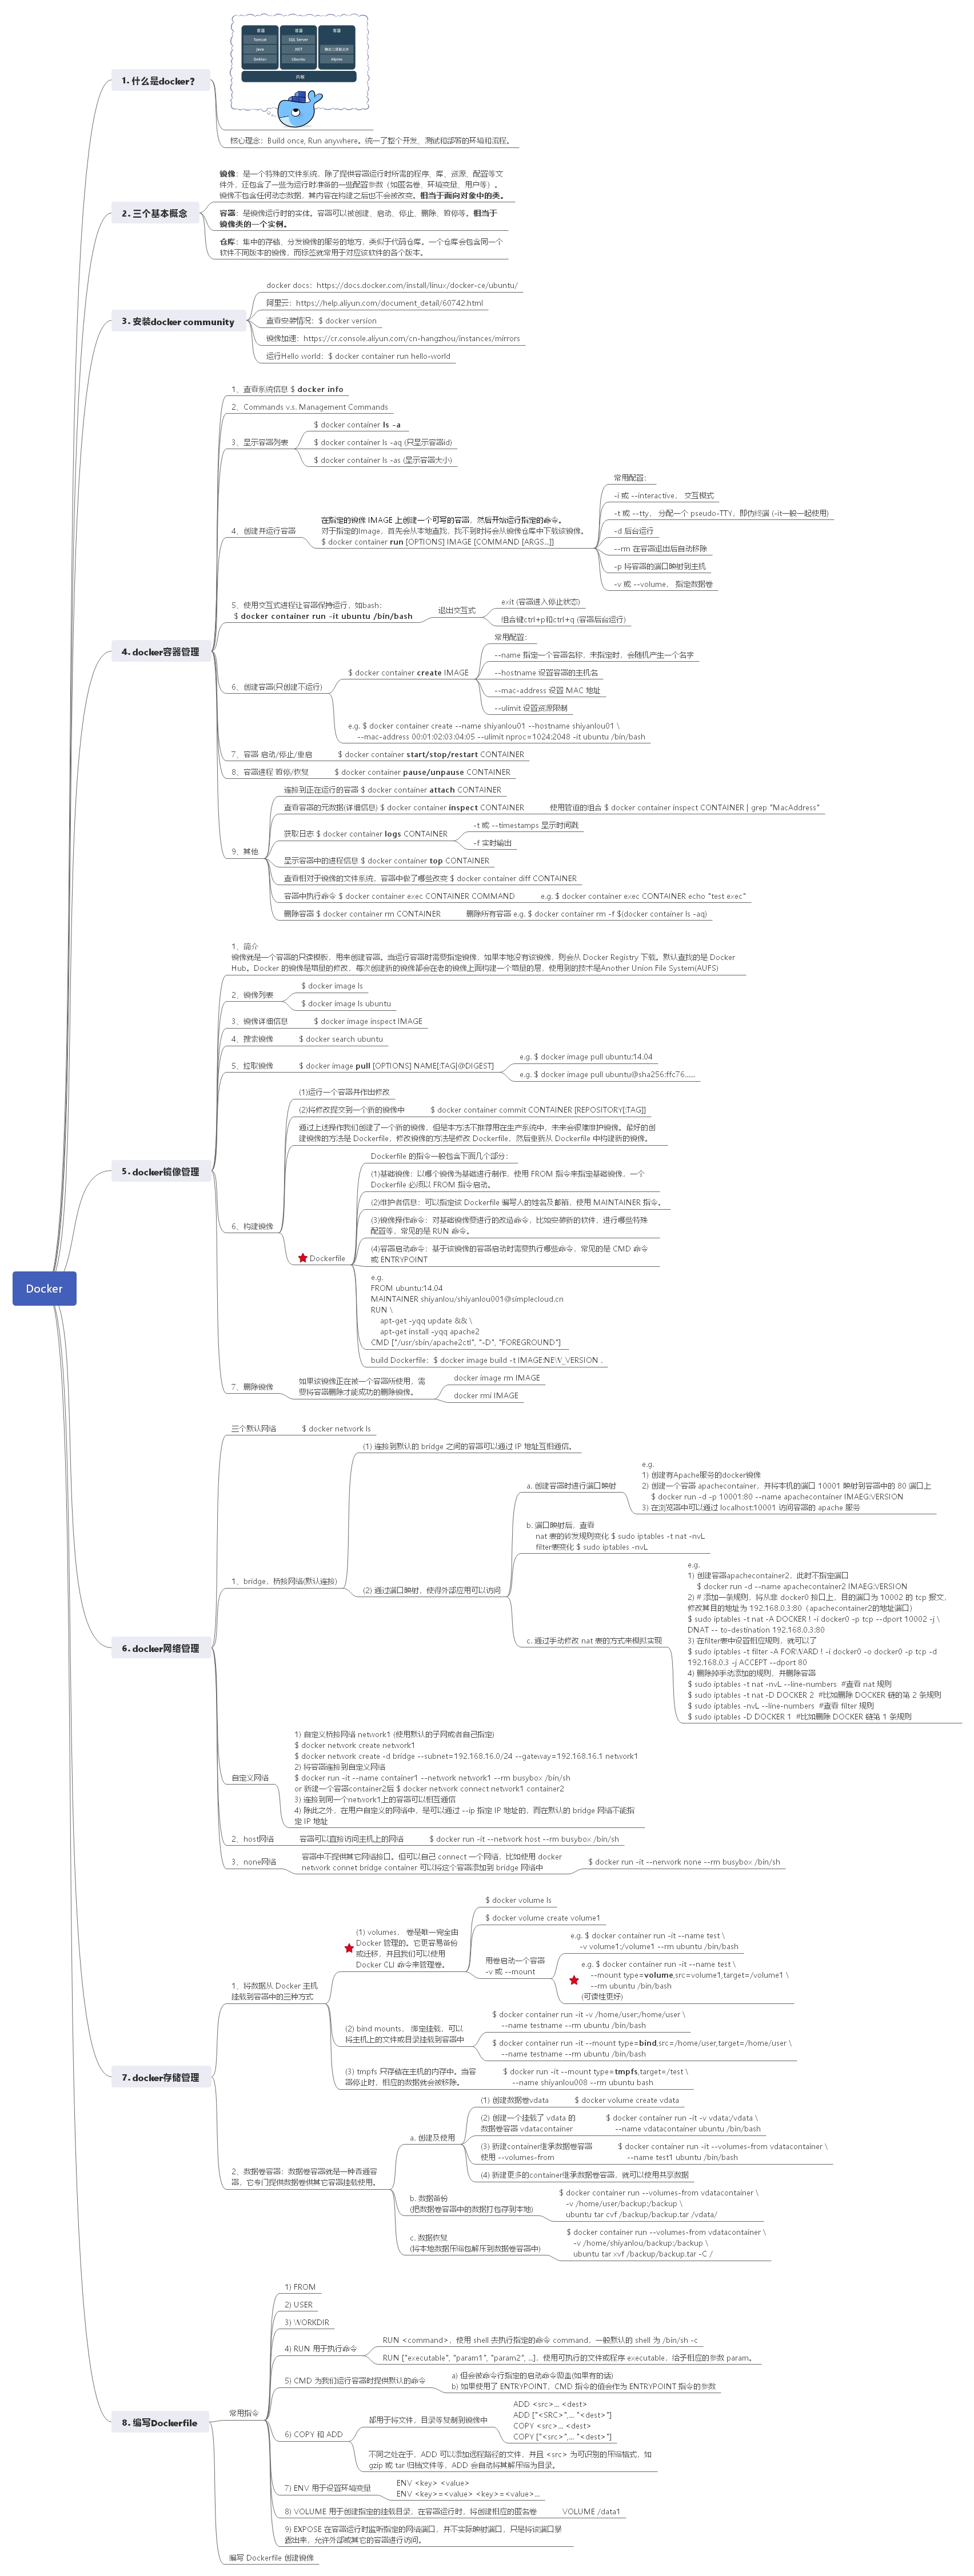 Docker
1. 什么是docker？
容器
容器
容器
Tomcat
SQL Server
Java
.NET
静态二进制文件
Debian
Ubuntu
Alpine
内核
核心理念：Build once, Run anywhere。统一了整个开发、测试和部署的环境和流程。
2. 三个基本概念
镜像：是一个特殊的文件系统，除了提供容器运行时所需的程序、库、资源、配置等文
件外，还包含了一些为运行时准备的一些配置参数（如匿名卷、环境变量、用户等）。
镜像不包含任何动态数据，其内容在构建之后也不会被改变。相当于面向对象中的类。
容器：是镜像运行时的实体。容器可以被创建、启动、停止、删除、暂停等。相当于
镜像类的一个实例。
仓库：集中的存储、分发镜像的服务的地方，类似于代码仓库。一个仓库会包含同一个
软件不同版本的镜像，而标签就常用于对应该软件的各个版本。
3. 安装docker community
docker docs：https://docs.docker.com/install/linux/docker-ce/ubuntu/
阿里云：https://help.aliyun.com/document_detail/60742.html
查看安装情况：$ docker version
镜像加速：https://cr.console.aliyun.com/cn-hangzhou/instances/mirrors
运行Hello world：$ docker container run hello-world
4. docker容器管理
1、查看系统信息 $ docker info
2、Commands v.s. Management Commands
3、显示容器列表
$ docker container ls -a
$ docker container ls -aq (只显示容器id)
$ docker container ls -as (显示容器大小)
4、创建并运行容器
在指定的镜像 IMAGE 上创建一个可写的容器，然后开始运行指定的命令。
对于指定的Image，首先会从本地查找，找不到时将会从镜像仓库中下载该镜像。
$ docker container run [OPTIONS] IMAGE [COMMAND [ARGS...]]
常用配置：
-i 或 --interactive， 交互模式
-t 或 --tty， 分配一个 pseudo-TTY，即伪终端 (-it一般一起使用)
-d 后台运行
--rm 在容器退出后自动移除
-p 将容器的端口映射到主机
-v 或 --volume， 指定数据卷
5、使用交互式进程让容器保持运行，如bash：
$ docker container run -it ubuntu /bin/bash
退出交互式
exit (容器进入停止状态)
组合键ctrl+p和ctrl+q (容器后台运行)
6、创建容器(只创建不运行)
$ docker container create IMAGE
常用配置：
--name 指定一个容器名称，未指定时，会随机产生一个名字
--hostname 设置容器的主机名
--mac-address 设置 MAC 地址
--ulimit 设置资源限制
e.g. $ docker container create --name shiyanlou01 --hostname shiyanlou01 \
--mac-address 00:01:02:03:04:05 --ulimit nproc=1024:2048 -it ubuntu /bin/bash
7、容器 启动/停止/重启
$ docker container start/stop/restart CONTAINER
8、容器进程 暂停/恢复
$ docker container pause/unpause CONTAINER
9、其他
连接到正在运行的容器 $ docker container attach CONTAINER
查看容器的元数据(详细信息) $ docker container inspect CONTAINER
使用管道的组合 $ docker container inspect CONTAINER | grep "MacAddress"
获取日志 $ docker container logs CONTAINER
-t 或 --timestamps 显示时间戳
-f 实时输出
显示容器中的进程信息 $ docker container top CONTAINER
查看相对于镜像的文件系统，容器中做了哪些改变 $ docker container diff CONTAINER
容器中执行命令 $ docker container exec CONTAINER COMMAND
e.g. $ docker container exec CONTAINER echo "test exec"
删除容器 $ docker container rm CONTAINER
删除所有容器 e.g. $ docker container rm -f $(docker container ls -aq)
5. docker镜像管理
1、简介
镜像就是一个容器的只读模板，用来创建容器。当运行容器时需要指定镜像，如果本地没有该镜像，则会从 Docker Registry 下载。默认查找的是 Docker
Hub。Docker 的镜像是增量的修改，每次创建新的镜像都会在老的镜像上面构建一个增量的层，使用到的技术是Another Union File System(AUFS)
2、镜像列表
$ docker image ls
$ docker image ls ubuntu
3、镜像详细信息
$ docker image inspect IMAGE
4、搜索镜像
$ docker search ubuntu
5、拉取镜像
$ docker image pull [OPTIONS] NAME[:TAG|@DIGEST]
e.g. $ docker image pull ubuntu:14.04
e.g. $ docker image pull ubuntu@sha256:ffc76......
6、构建镜像
(1)运行一个容器并作出修改
(2)将修改提交到一个新的镜像中
$ docker container commit CONTAINER [REPOSITORY[:TAG]]
通过上述操作我们创建了一个新的镜像，但是本方法不推荐用在生产系统中，未来会很难维护镜像。最好的创
建镜像的方法是 Dockerfile，修改镜像的方法是修改 Dockerfile，然后重新从 Dockerfile 中构建新的镜像。
Dockerfile
Dockerfile 的指令一般包含下面几个部分：
(1)基础镜像：以哪个镜像为基础进行制作，使用 FROM 指令来指定基础镜像，一个
Dockerfile 必须以 FROM 指令启动。
(2)维护者信息：可以指定该 Dockerfile 编写人的姓名及邮箱，使用 MAINTAINER 指令。
(3)镜像操作命令：对基础镜像要进行的改造命令，比如安装新的软件，进行哪些特殊
配置等，常见的是 RUN 命令。
(4)容器启动命令：基于该镜像的容器启动时需要执行哪些命令，常见的是 CMD 命令
或 ENTRYPOINT
e.g.
FROM ubuntu:14.04
MAINTAINER shiyanlou/shiyanlou001@simplecloud.cn
RUN \
apt-get -yqq update && \
apt-get install -yqq apache2
CMD ["/usr/sbin/apache2ctl", "-D", "FOREGROUND"]
build Dockerfile：$ docker image build -t IMAGE:NEW_VERSION .
7、删除镜像
如果该镜像正在被一个容器所使用，需
要将容器删除才能成功的删除镜像。
docker image rm IMAGE
docker rmi IMAGE
6. docker网络管理
三个默认网络
$ docker network ls
1、bridge，桥接网络(默认连接)
(1) 连接到默认的 bridge 之间的容器可以通过 IP 地址互相通信。
(2) 通过端口映射，使得外部应用可以访问
a. 创建容器时进行端口映射
e.g.
1) 创建有Apache服务的docker镜像
2) 创建一个容器 apachecontainer，并将本机的端口 10001 映射到容器中的 80 端口上
$ docker run -d -p 10001:80 --name apachecontainer IMAEG:VERSION
3) 在浏览器中可以通过 localhost:10001 访问容器的 apache 服务
b. 端口映射后，查看
nat 表的转发规则变化 $ sudo iptables -t nat -nvL
filter表变化 $ sudo iptables -nvL
c. 通过手动修改 nat 表的方式来模拟实现
e.g.
1) 创建容器apachecontainer2，此时不指定端口
$ docker run -d --name apachecontainer2 IMAEG:VERSION
2) # 添加一条规则，将从非 docker0 接口上，目的端口为 10002 的 tcp 报文，
修改其目的地址为 192.168.0.3:80（apachecontainer2的地址端口）
$ sudo iptables -t nat -A DOCKER ! -i docker0 -p tcp --dport 10002 -j \
DNAT -- to-destination 192.168.0.3:80
3) 在filter表中设置相应规则，就可以了
$ sudo iptables -t filter -A FORWARD ! -i docker0 -o docker0 -p tcp -d
192.168.0.3 -j ACCEPT --dport 80
4) 删除掉手动添加的规则，并删除容器
$ sudo iptables -t nat -nvL --line-numbers #查看 nat 规则
$ sudo iptables -t nat -D DOCKER 2 #比如删除 DOCKER 链的第 2 条规则
$ sudo iptables -nvL --line-numbers #查看 filter 规则
$ sudo iptables -D DOCKER 1 #比如删除 DOCKER 链第 1 条规则
自定义网络
1) 自定义桥接网络 network1 (使用默认的子网或者自己指定)
$ docker network create network1
$ docker network create -d bridge --subnet=192.168.16.0/24 --gateway=192.168.16.1 network1
2) 将容器连接到自定义网络
$ docker run -it --name container1 --network network1 --rm busybox /bin/sh
or 新建一个容器container2后 $ docker network connect network1 container2
3) 连接到同一个network1上的容器可以相互通信
4) 除此之外，在用户自定义的网络中，是可以通过 --ip 指定 IP 地址的，而在默认的 bridge 网络不能指
定 IP 地址
2、host网络
容器可以直接访问主机上的网络
$ docker run -it --network host --rm busybox /bin/sh
3、none网络
容器中不提供其它网络接口。但可以自己 connect 一个网络，比如使用 docker
network connet bridge container 可以将这个容器添加到 bridge 网络中
$ docker run -it --nerwork none --rm busybox /bin/sh
7. docker存储管理
1、将数据从 Docker 主机
挂载到容器中的三种方式
(1) volumes， 卷是唯一完全由
Docker 管理的。它更容易备份
或迁移，并且我们可以使用
Docker CLI 命令来管理卷。
$ docker volume ls
$ docker volume create volume1
用卷启动一个容器
-v 或 --mount
e.g. $ docker container run -it --name test \
-v volume1:/volume1 --rm ubuntu /bin/bash
e.g. $ docker container run -it --name test \
--mount type=volume,src=volume1,target=/volume1 \
--rm ubuntu /bin/bash
(可读性更好)
(2) bind mounts， 绑定挂载，可以
将主机上的文件或目录挂载到容器中
$ docker container run -it -v /home/user:/home/user \
--name testname --rm ubuntu /bin/bash
$ docker container run -it --mount type=bind,src=/home/user,target=/home/user \
--name testname --rm ubuntu /bin/bash
(3) tmpfs 只存储在主机的内存中。当容
器停止时，相应的数据就会被移除。
$ docker run -it --mount type=tmpfs,target=/test \
--name shiyanlou008 --rm ubuntu bash
2、数据卷容器：数据卷容器就是一种普通容
器，它专门提供数据卷供其它容器挂载使用。
a. 创建及使用
(1) 创建数据卷vdata
$ docker volume create vdata
(2) 创建一个挂载了 vdata 的
数据卷容器 vdatacontainer
$ docker container run -it -v vdata:/vdata \
--name vdatacontainer ubuntu /bin/bash
(3) 新建container继承数据卷容器
使用 --volumes-from
$ docker container run -it --volumes-from vdatacontainer \
--name test1 ubuntu /bin/bash
(4) 新建更多的container继承数据卷容器，就可以使用共享数据
b. 数据备份
(把数据卷容器中的数据打包存到本地)
$ docker container run --volumes-from vdatacontainer \
-v /home/user/backup:/backup \
ubuntu tar cvf /backup/backup.tar /vdata/
c. 数据恢复
(将本地数据压缩包解压到数据卷容器中)
$ docker container run --volumes-from vdatacontainer \
-v /home/shiyanlou/backup:/backup \
ubuntu tar xvf /backup/backup.tar -C /
8. 编写Dockerfile
常用指令
1) FROM
2) USER
3) WORKDIR
4) RUN 用于执行命令
RUN <command>，使用 shell 去执行指定的命令 command，一般默认的 shell 为 /bin/sh -c
RUN ["executable", "param1", "param2", ...]，使用可执行的文件或程序 executable，给予相应的参数 param。
5) CMD 为我们运行容器时提供默认的命令
a) 但会被命令行指定的启动命令覆盖(如果有的话)
b) 如果使用了 ENTRYPOINT，CMD 指令的值会作为 ENTRYPOINT 指令的参数
6) COPY 和 ADD
都用于将文件，目录等复制到镜像中
ADD <src>... <dest>
ADD ["<SRC>",... "<dest>"]
COPY <src>... <dest>
COPY ["<src>",... "<dest>"]
不同之处在于，ADD 可以添加远程路径的文件，并且 <src> 为可识别的压缩格式，如
gzip 或 tar 归档文件等，ADD 会自动将其解压缩为目录。
7) ENV 用于设置环境变量
ENV <key> <value>
ENV <key>=<value> <key>=<value>...
8) VOLUME 用于创建指定的挂载目录，在容器运行时，将创建相应的匿名卷
VOLUME /data1
9) EXPOSE 在容器运行时监听指定的网络端口，并不实际映射端口，只是将该端口暴
露出来，允许外部或其它的容器进行访问。
编写 Dockerfile 创建镜像